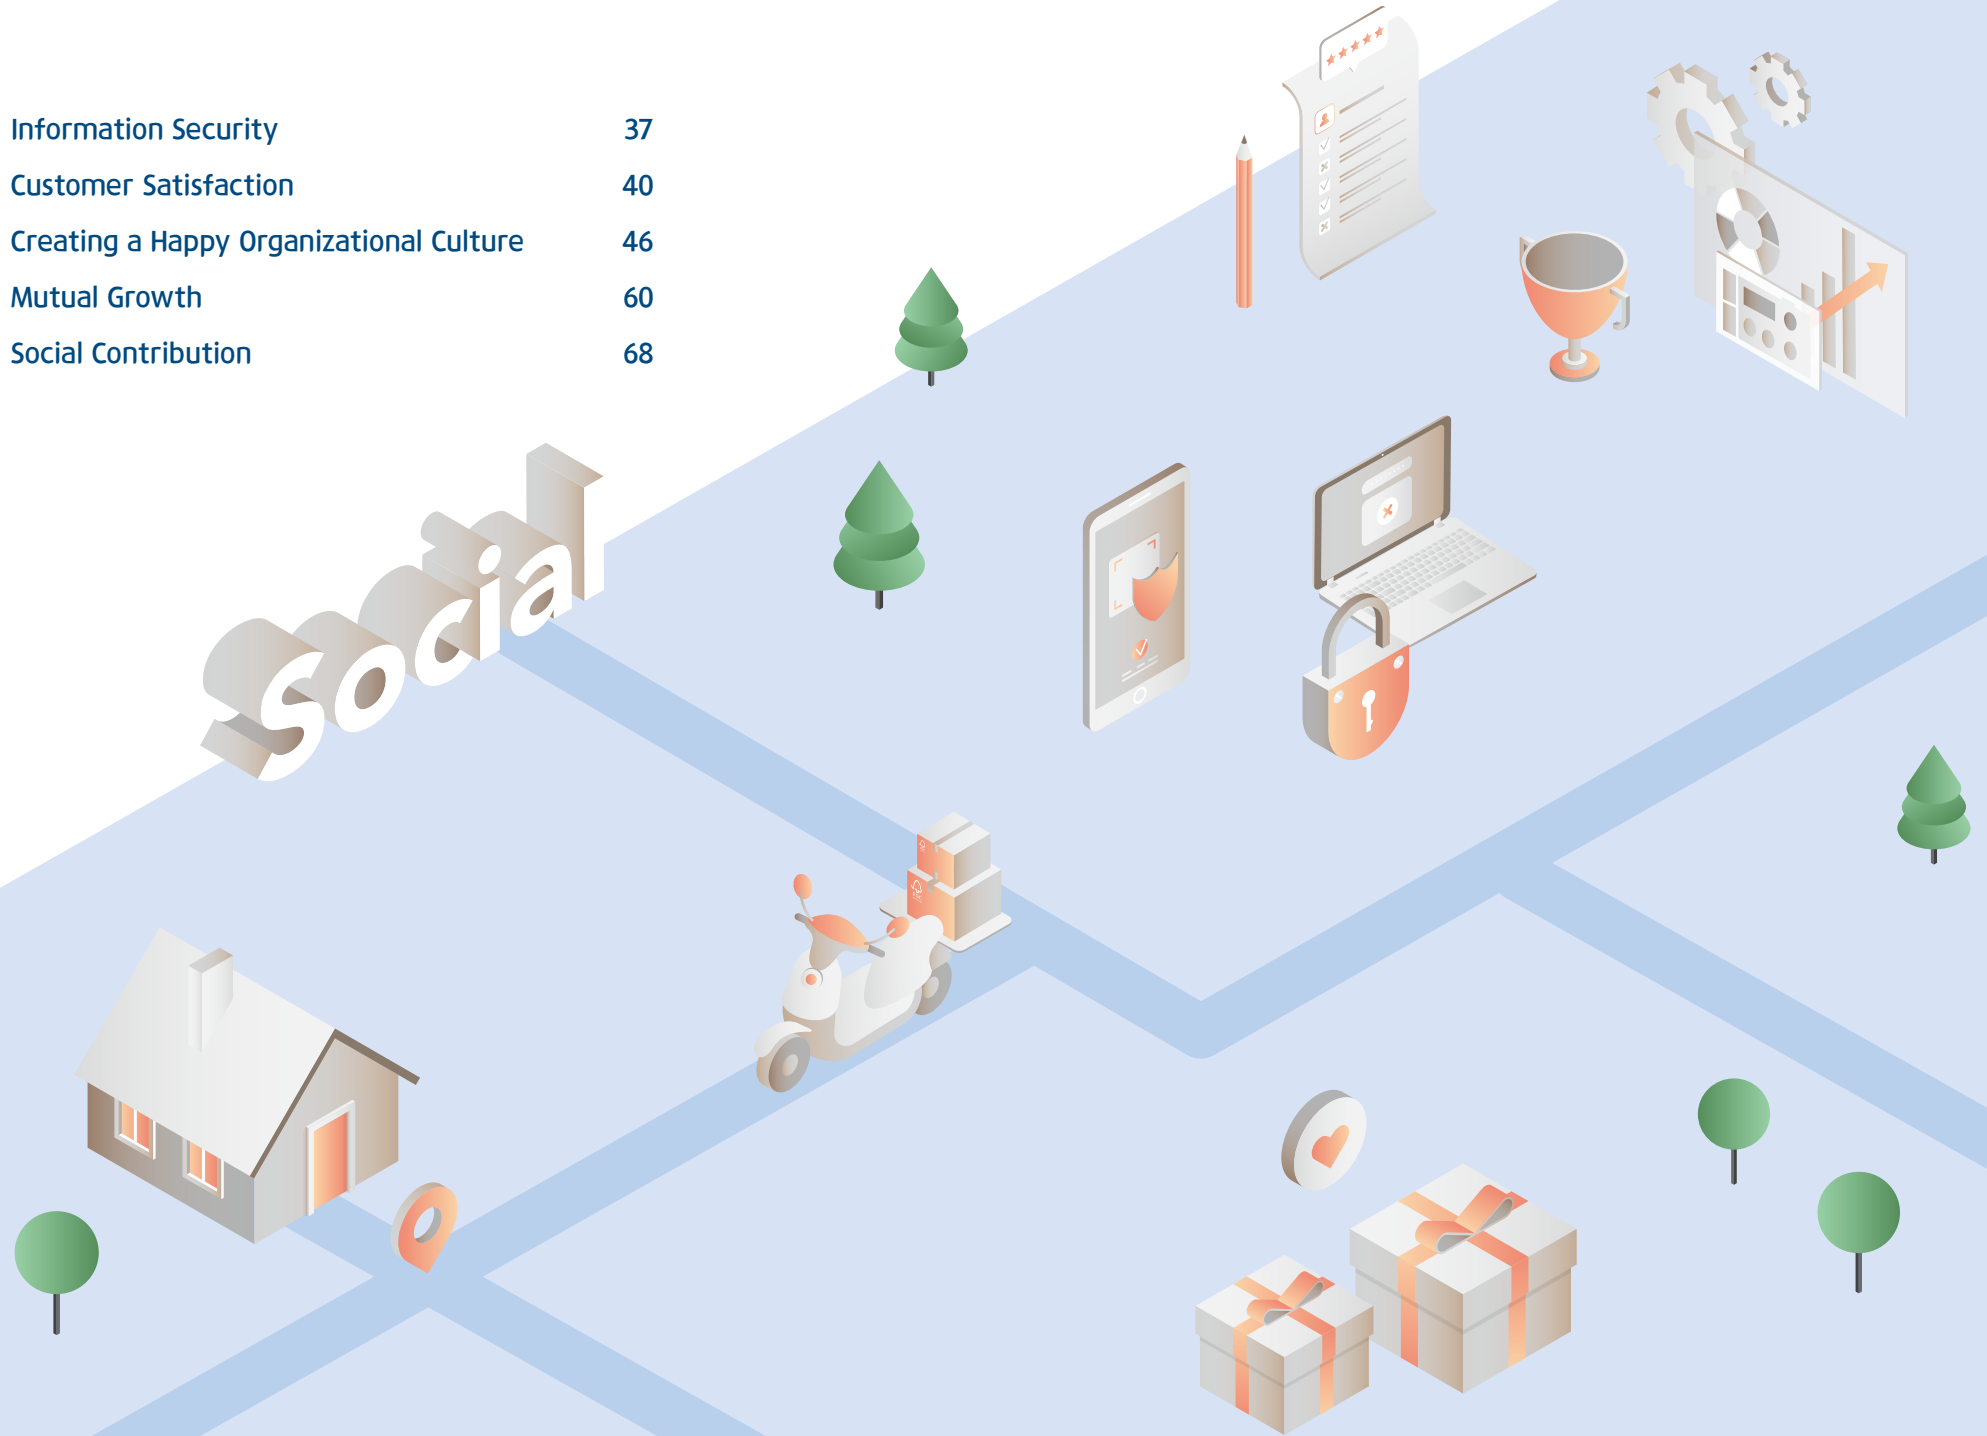 Information Security 37
Customer Satisfaction 40
Creating a Happy Organizational Culture 46
Mutual Growth 60
Social Contribution 68
Social